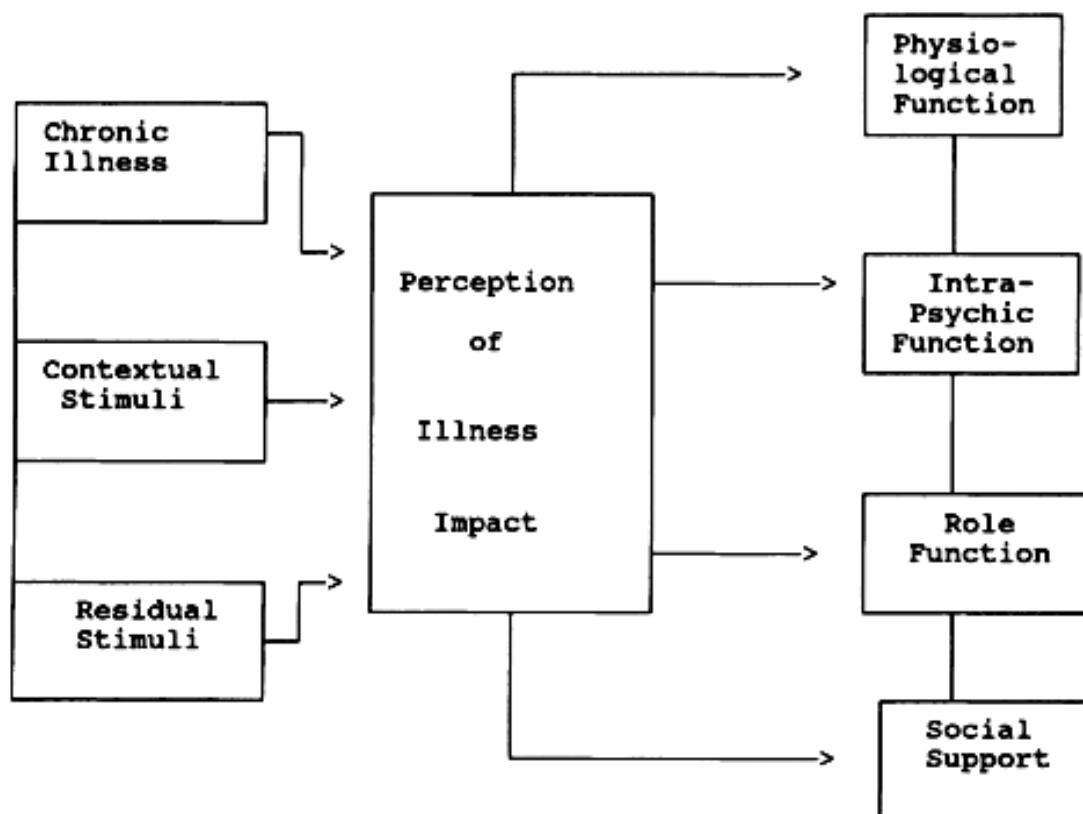 Chronic
Illness
Contextual
Stimuli
Residual
Stimuli
Perception
of
Illness
Impact
Physio-
logical
Function
Intra-
Psychic
Function
Role
Function
Social
Support